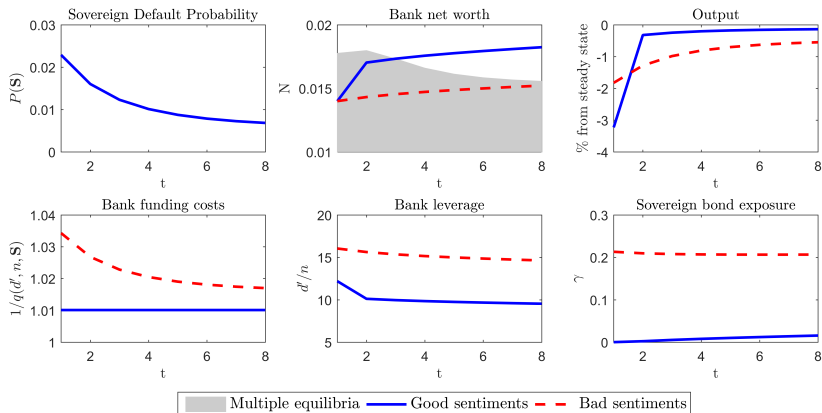 Sovereign Default Probability
0.03
0.02
0.01
0
P(S)
2 4 6 8
t
Bank net worth
0.02
0.015
0.01
N
2 4 6 8
t
Output
0
-1
-2
-3
-4
% from steady state
2 4 6 8
t
Bank funding costs
1.04
1.03
1.02
1.01
1
1/q(d′, n, S)
2 4 6 8
t
Bank leverage
20
15
10
5
d′/n
2 4 6 8
t
Sovereign bond exposure
0.3
0.2
0.1
0
γ
2 4 6 8
t
Multiple equilibria Good sentiments Bad sentiments